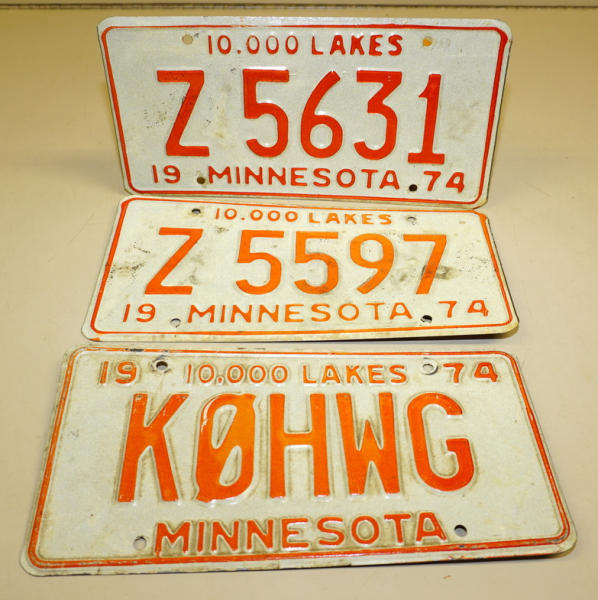 10.000 LAKES
Z 5631
19 MINNESOTA 74
10.000 LAKES
Z 5597
19 MINNESOTA 74
19 10,000 LAKES 74
KØHWG
MINNESOTA